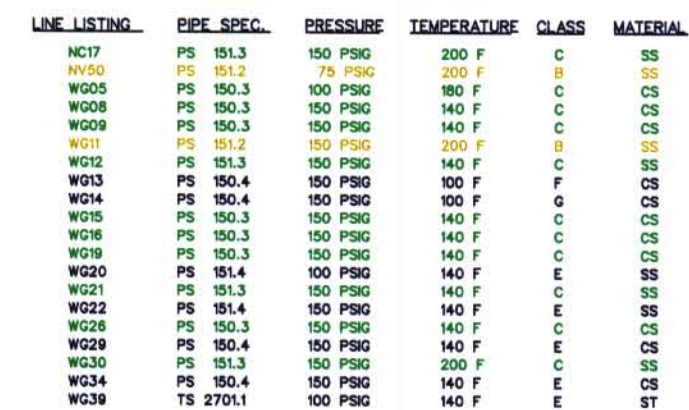 LINE LISTING PIPE SPEC. PRESSURE TEMPERATURE CLASS MATERIAL
NC17 PS 151.3 150 PSIG 200 F C SS
NV50 PS 151.2 75 PSIG 200 F B SS
WG05 PS 150.3 100 PSIG 180 F C CS
WG08 PS 150.3 150 PSIG 140 F C CS
WG09 PS 150.3 150 PSIG 140 F C CS
WG11 PS 151.2 150 PSIG 200 F B SS
WG12 PS 151.3 150 PSIG 140 F C SS
WG13 PS 150.4 150 PSIG 100 F F CS
WG14 PS 150.4 150 PSIG 100 F G CS
WG15 PS 150.3 150 PSIG 140 F C CS
WG16 PS 150.3 150 PSIG 140 F C CS
WG19 PS 150.3 150 PSIG 140 F C CS
WG20 PS 151.4 100 PSIG 140 F E SS
WG21 PS 151.3 150 PSIG 140 F C SS
WG22 PS 151.4 150 PSIG 140 F E SS
WG26 PS 150.3 150 PSIG 140 F C CS
WG29 PS 150.4 150 PSIG 140 F E CS
WG30 PS 151.3 150 PSIG 200 F C SS
WG34 PS 150.4 150 PSIG 140 F E CS
WG39 TS 2701.1 100 PSIG 140 F E ST